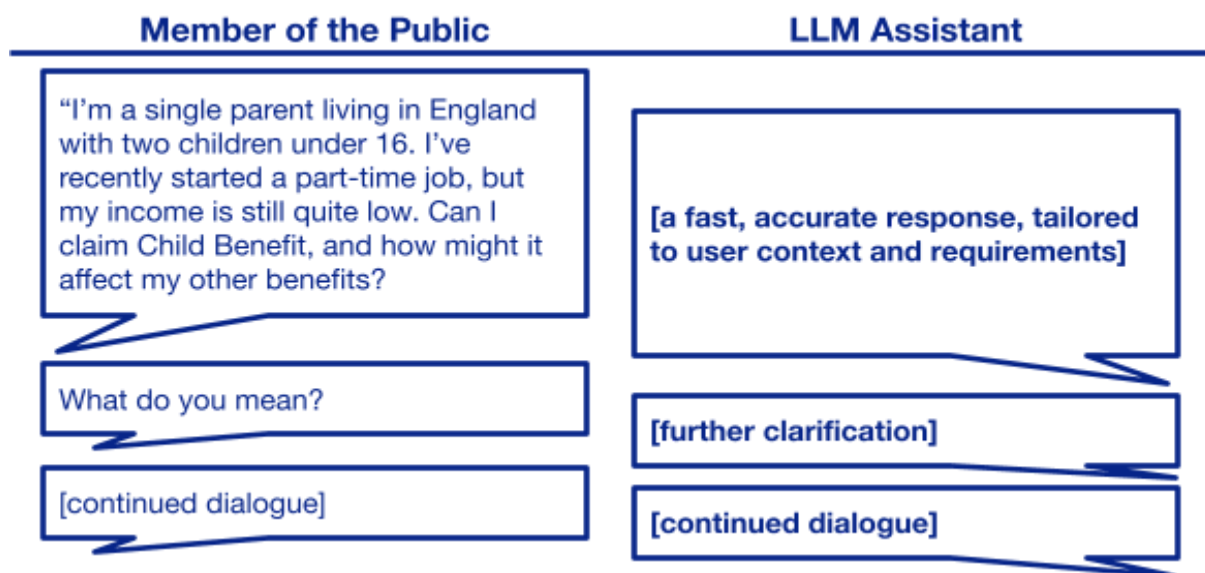 Member of the Public
LLM Assistant
“I’m a single parent living in England
with two children under 16. I’ve
recently started a part-time job, but
my income is still quite low. Can I
claim Child Benefit, and how might it
affect my other benefits?
[a fast, accurate response, tailored
to user context and requirements]
What do you mean?
[further clarification]
[continued dialogue]
[continued dialogue]